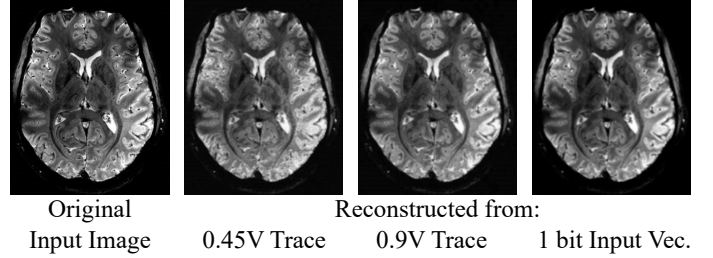 Original
Input Image
Reconstructed from:
0.45V Trace
0.9V Trace
1 bit Input Vec.